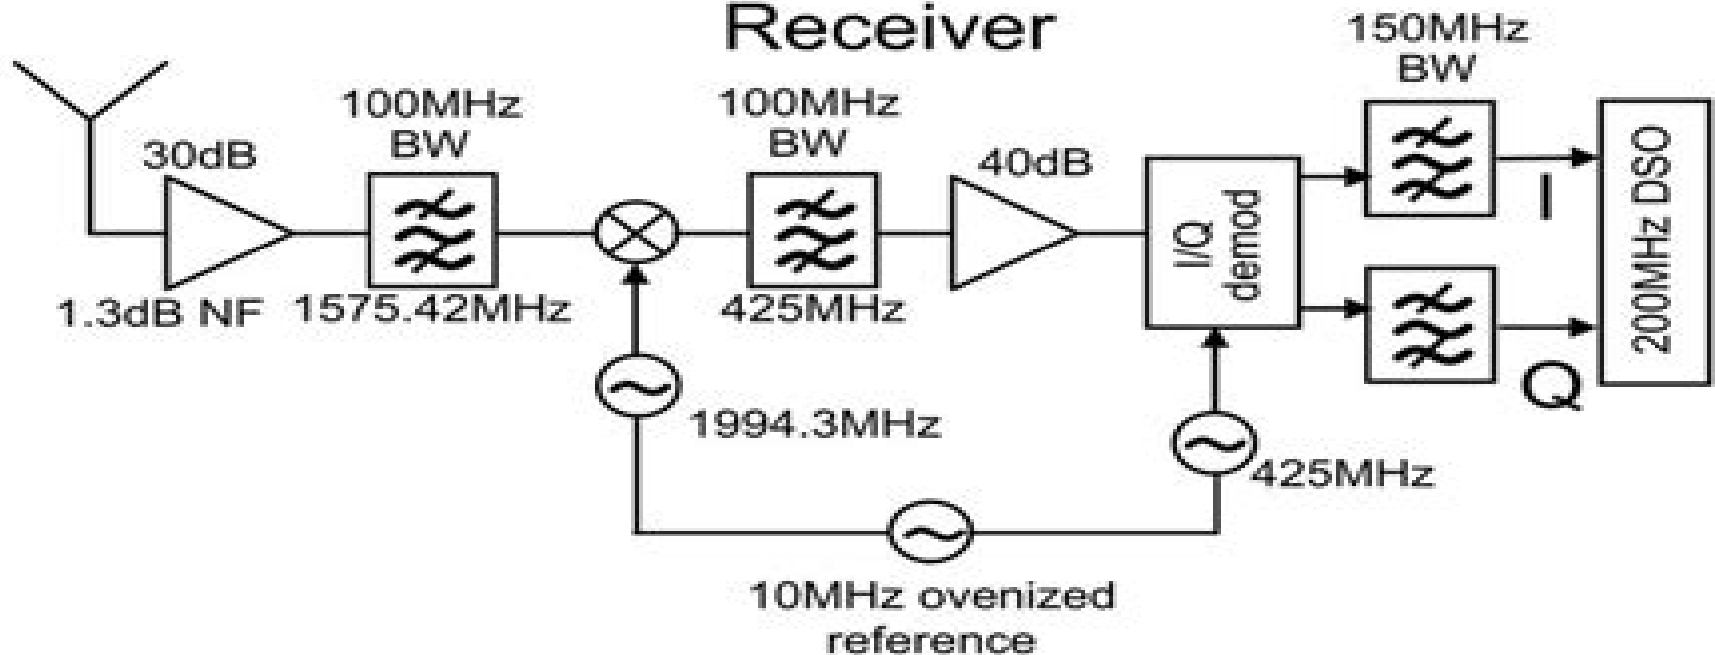 Receiver
150MHz
BW
100MHz
BW
100MHz
BW
30dB
40dB
1.3dB NF
1575.42MHz
425MHz
I/Q
demod
I
Q
200MHz DSO
1994.3MHz
425MHz
10MHz ovenized
reference